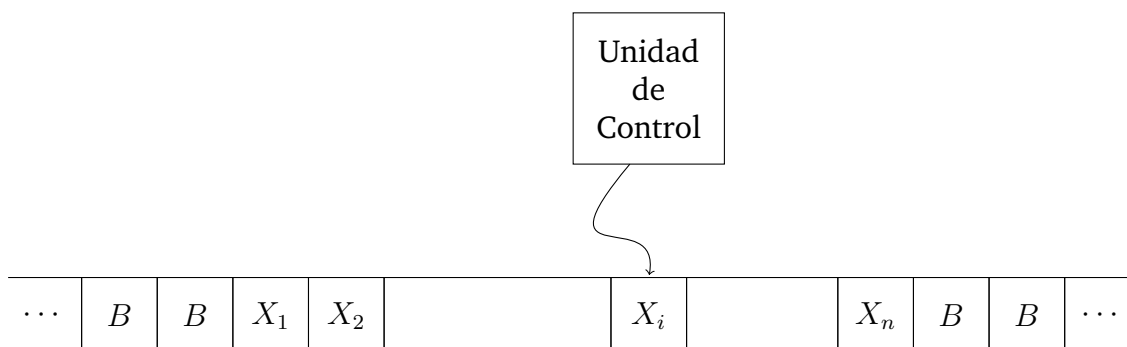 Unidad
de
Control
⋯ B B X₁ X₂ Xᵢ Xₙ B B ⋯